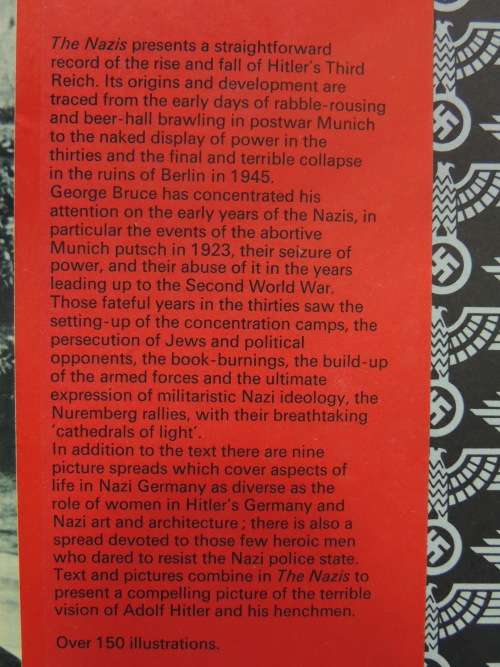 The Nazis presents a straightforward
record of the rise and fall of Hitler's Third
Reich. Its origins and development are
traced from the early days of rabble-rousing
and beer-hall brawling in postwar Munich
to the naked display of power in the
thirties and the final and terrible collapse
in the ruins of Berlin in 1945.
George Bruce has concentrated his
attention on the early years of the Nazis, in
particular the events of the abortive
Munich putsch in 1923, their seizure of
power, and their abuse of it in the years
leading up to the Second World War.
Those fateful years in the thirties saw the
setting-up of the concentration camps, the
persecution of Jews and political
opponents, the book-burnings, the build-up
of the armed forces and the ultimate
expression of militaristic Nazi ideology, the
Nuremberg rallies, with their breathtaking
'cathedrals of light'.
In addition to the text there are nine
picture spreads which cover aspects of
life in Nazi Germany as diverse as the
role of women in Hitler's Germany and
Nazi art and architecture; there is also a
spread devoted to those few heroic men
who dared to resist the Nazi police state.
Text and pictures combine in The Nazis to
present a compelling picture of the terrible
vision of Adolf Hitler and his henchmen.
Over 150 illustrations.